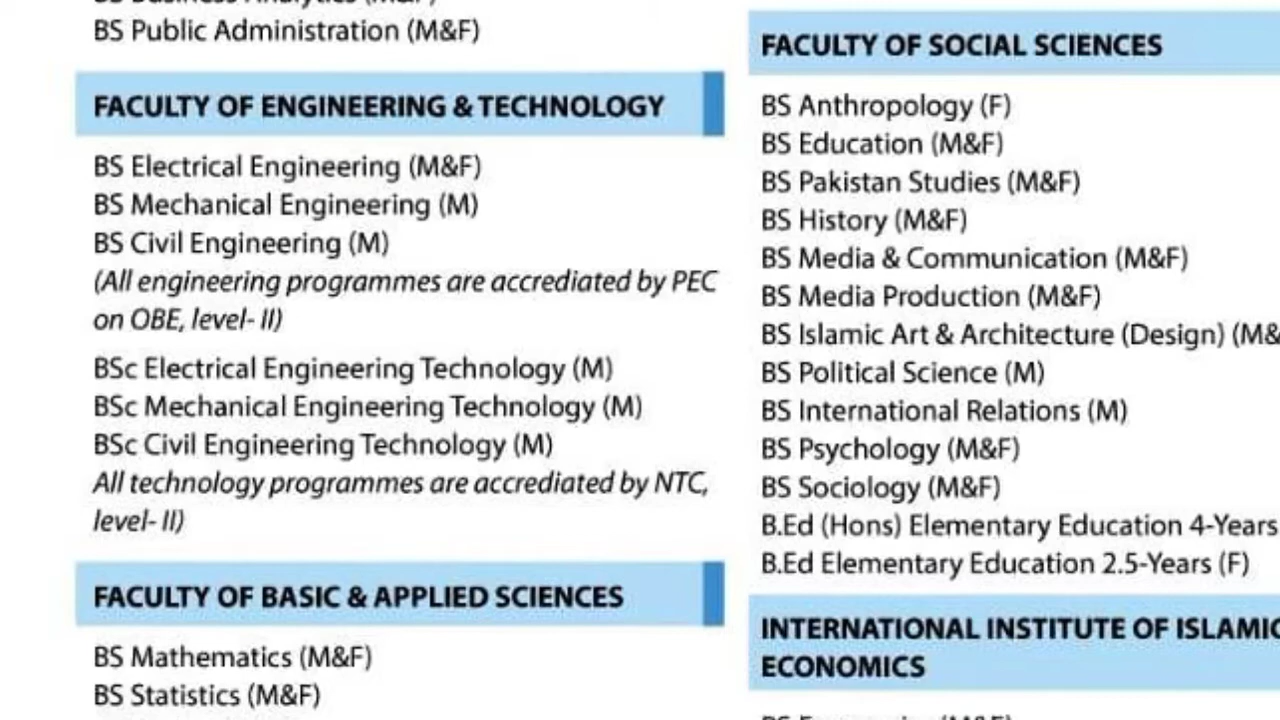 BS Public Administration (M&F)
FACULTY OF ENGINEERING & TECHNOLOGY
BS Electrical Engineering (M&F)
BS Mechanical Engineering (M)
BS Civil Engineering (M)
(All engineering programmes are accrediated by PEC
on OBE, level- II)
BSc Electrical Engineering Technology (M)
BSc Mechanical Engineering Technology (M)
BSc Civil Engineering Technology (M)
All technology programmes are accrediated by NTC,
level- II)
FACULTY OF BASIC & APPLIED SCIENCES
BS Mathematics (M&F)
BS Statistics (M&F)
FACULTY OF SOCIAL SCIENCES
BS Anthropology (F)
BS Education (M&F)
BS Pakistan Studies (M&F)
BS History (M&F)
BS Media & Communication (M&F)
BS Media Production (M&F)
BS Islamic Art & Architecture (Design) (M&
BS Political Science (M)
BS International Relations (M)
BS Psychology (M&F)
BS Sociology (M&F)
B.Ed (Hons) Elementary Education 4-Years
B.Ed Elementary Education 2.5-Years (F)
INTERNATIONAL INSTITUTE OF ISLAMIC
ECONOMICS